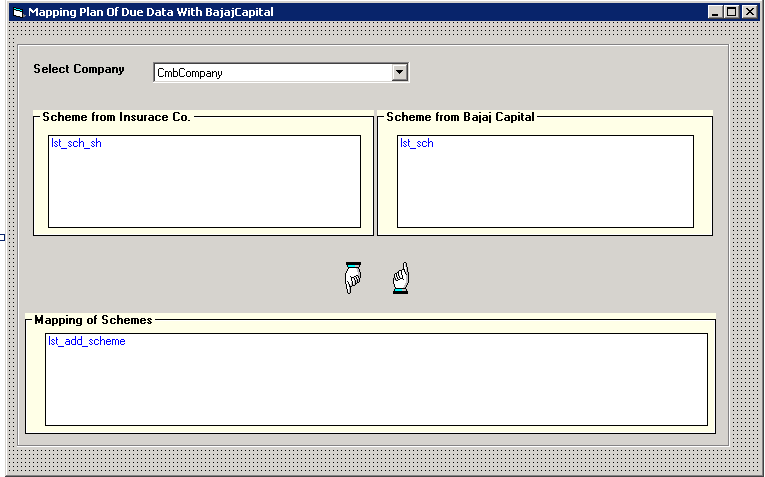 Mapping Plan Of Due Data With BajajCapital
Select Company
CmbCompany
Scheme from Insurace Co.
Scheme from Bajaj Capital
lst_sch_sh
lst_sch
Mapping of Schemes
lst_add_scheme